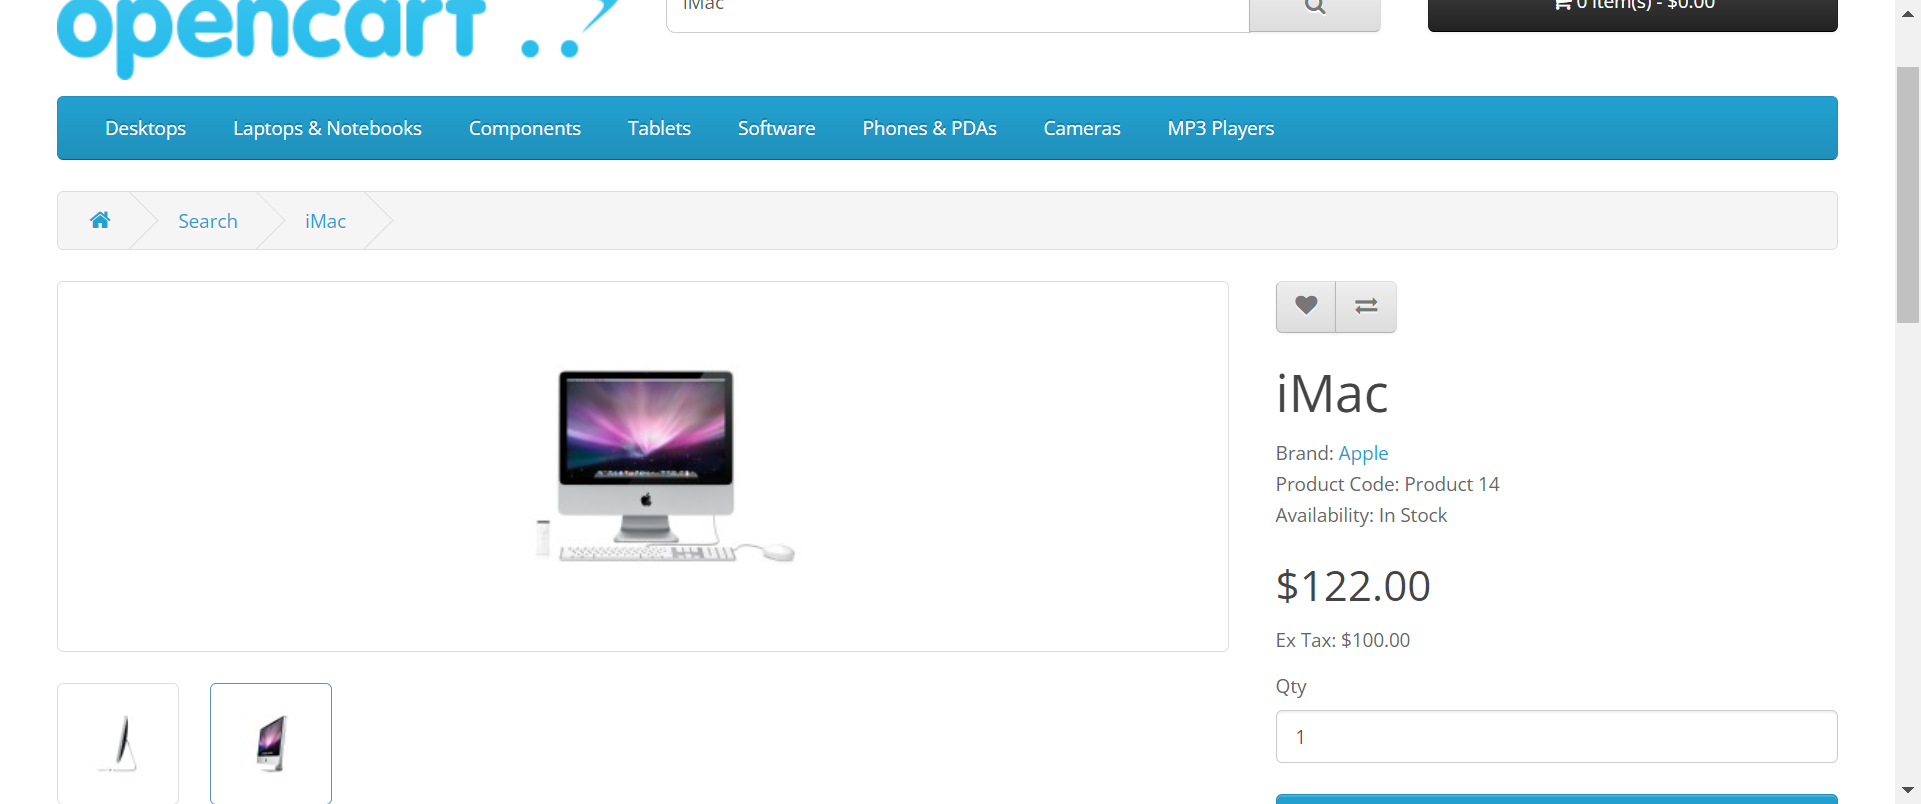 opencart
iMac
0 item(s) - $0.00
Desktops Laptops & Notebooks Components Tablets Software Phones & PDAs Cameras MP3 Players
Search iMac
iMac
Brand: Apple
Product Code: Product 14
Availability: In Stock
$122.00
Ex Tax: $100.00
Qty
1